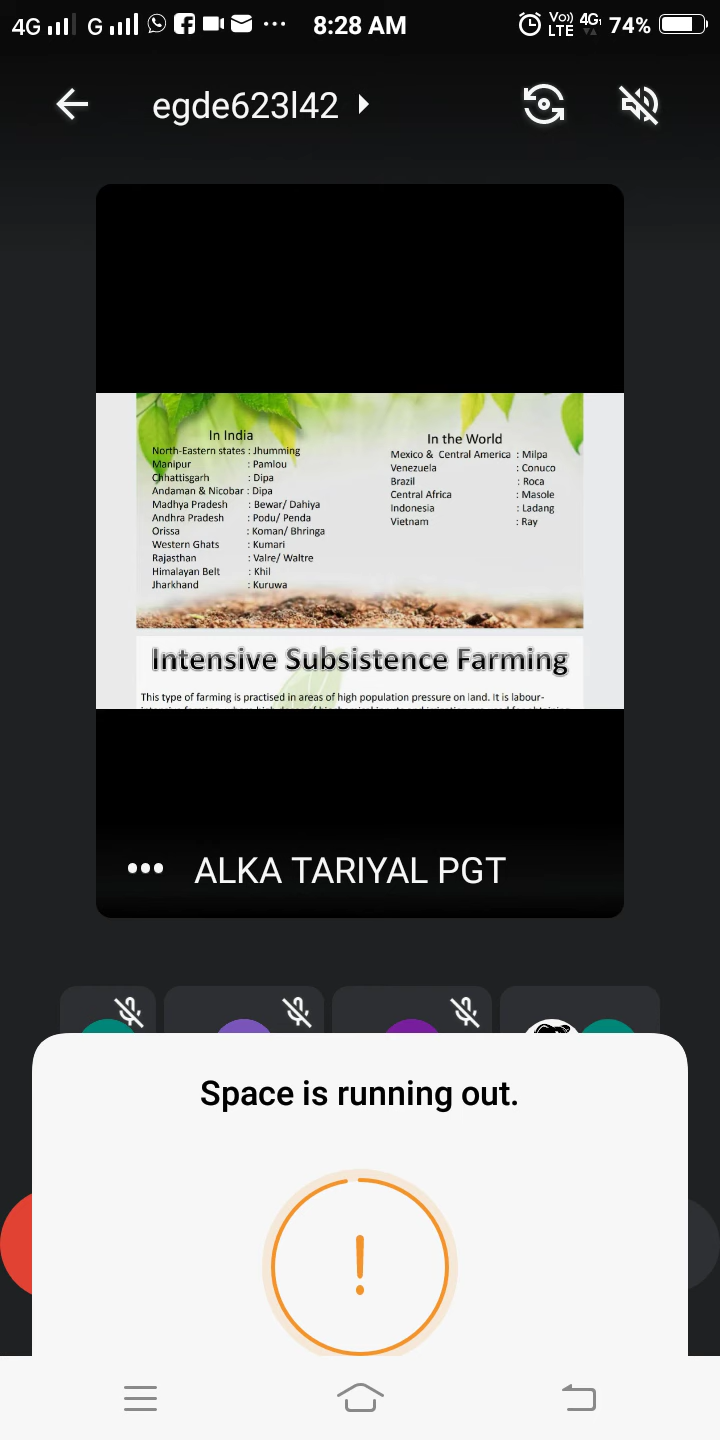 4G G 8:28 AM Vo)) LTE 4G 74%
egde623l42
In India
North-Eastern states : Jhumming
Manipur : Pamlou
Chhattisgarh : Dipa
Andaman & Nicobar : Dipa
Madhya Pradesh : Bewar/ Dahiya
Andhra Pradesh : Podu/ Penda
Orissa : Koman/ Bhringa
Western Ghats : Kumari
Rajasthan : Valre/ Waltre
Himalayan Belt : Khil
Jharkhand : Kuruwa
In the World
Mexico & Central America : Milpa
Venezuela : Conuco
Brazil : Roca
Central Africa : Masole
Indonesia : Ladang
Vietnam : Ray
Intensive Subsistence Farming
This type of farming is practised in areas of high population pressure on land. It is labour-
ALKA TARIYAL PGT
Space is running out.